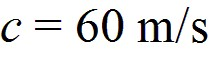 c = 60 m/s